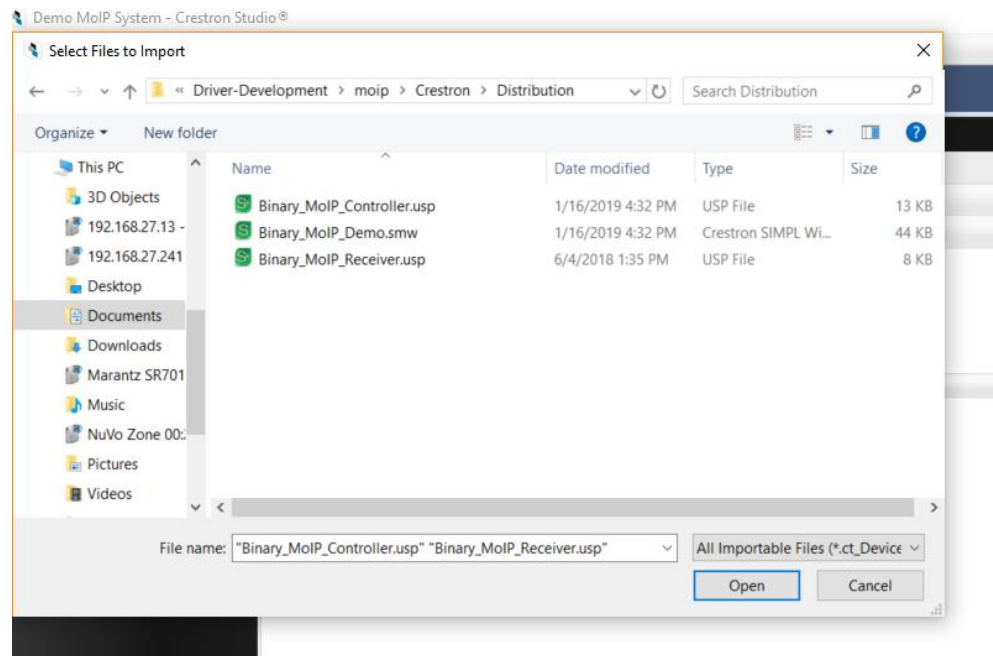 Demo MoIP System - Crestron Studio®
Select Files to Import
« Driver-Development > moip > Crestron > Distribution
Search Distribution
Organize
New folder
Name
Date modified
Type
Size
This PC
3D Objects
192.168.27.13 -
192.168.27.241
Desktop
Documents
Downloads
Marantz SR701
Music
NuVo Zone 00:
Pictures
Videos
Binary_MoIP_Controller.usp 1/16/2019 4:32 PM USP File 13 KB
Binary_MoIP_Demo.smw 1/16/2019 4:32 PM Crestron SIMPL Wi... 44 KB
Binary_MoIP_Receiver.usp 6/4/2018 1:35 PM USP File 8 KB
File name: "Binary_MoIP_Controller.usp" "Binary_MoIP_Receiver.usp"
All Importable Files (*.ct_Device
Open
Cancel